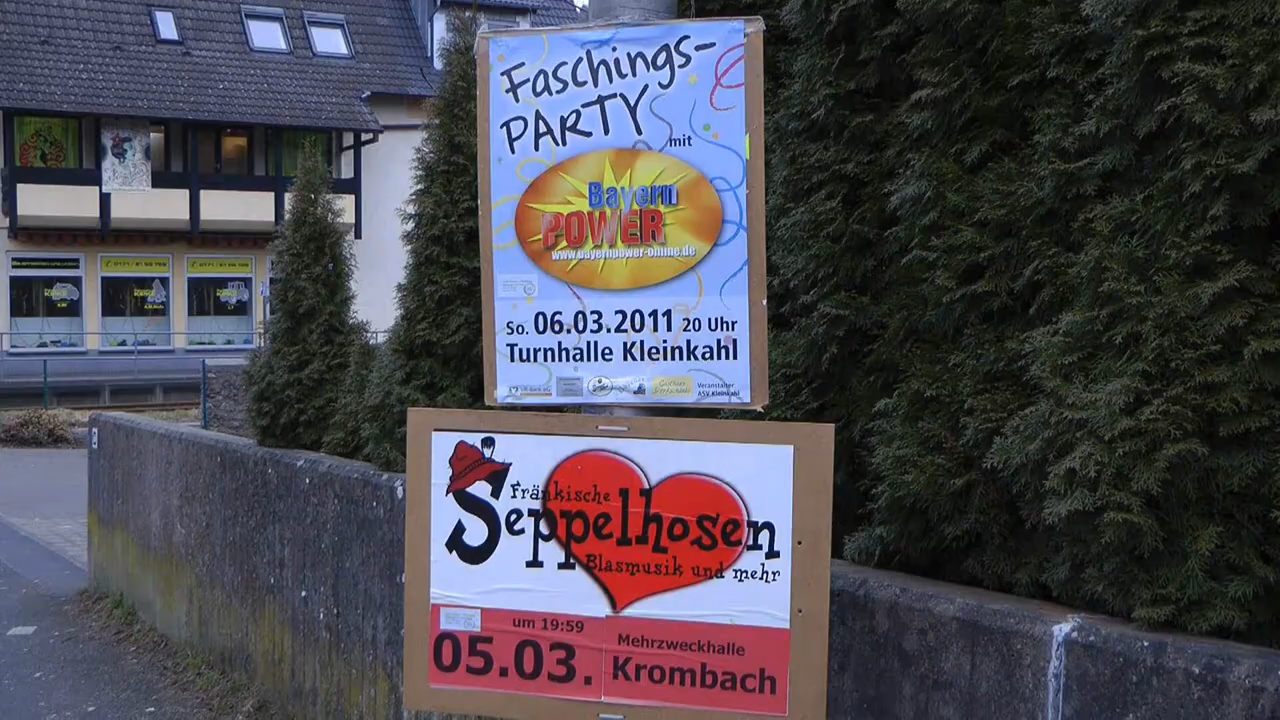 Faschings-
PARTY
mit
Bayern
POWER
www.bayernpower-online.de
So. 06.03.2011 20 Uhr
Turnhalle Kleinkahl
Veranstalter
ASV Kleinkahl
Fränkische
Seppelhosen
Blasmusik und mehr
um 19:59
05.03.
Mehrzweckhalle
Krombach